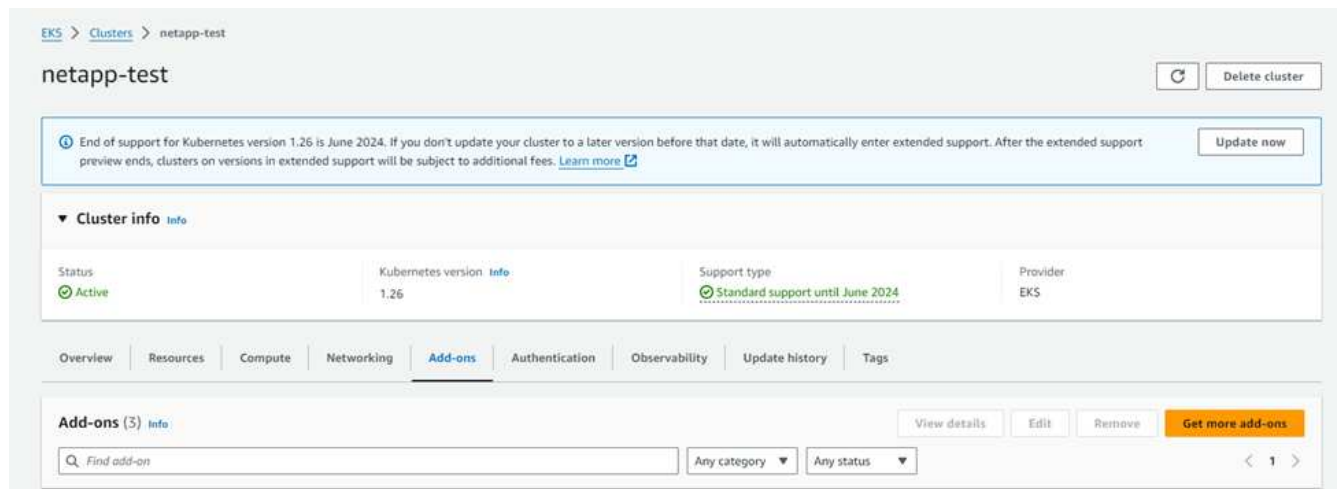 EKS > Clusters > netapp-test
netapp-test
Delete cluster
End of support for Kubernetes version 1.26 is June 2024. If you don't update your cluster to a later version before that date, it will automatically enter extended support. After the extended support
preview ends, clusters on versions in extended support will be subject to additional fees. Learn more
Update now
Cluster info Info
Status
Active
Kubernetes version Info
1.26
Support type
Standard support until June 2024
Provider
EKS
Overview Resources Compute Networking Add-ons Authentication Observability Update history Tags
Add-ons (3) Info
View details Edit Remove Get more add-ons
Find add-on
Any category Any status
< 1 >